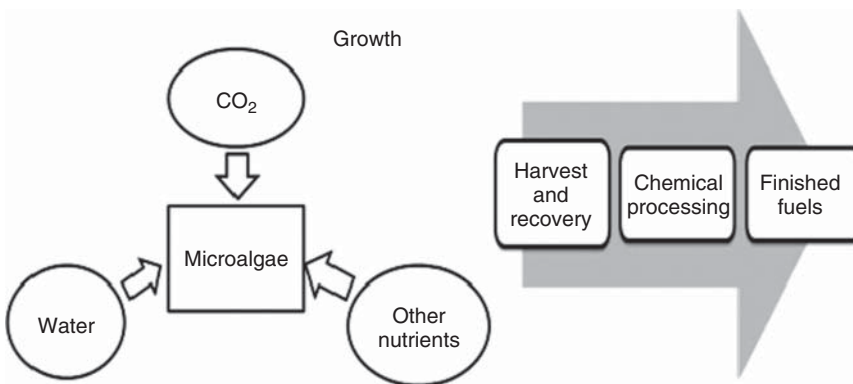 Growth
CO₂
Microalgae
Water
Other
nutrients
Harvest
and
recovery
Chemical
processing
Finished
fuels